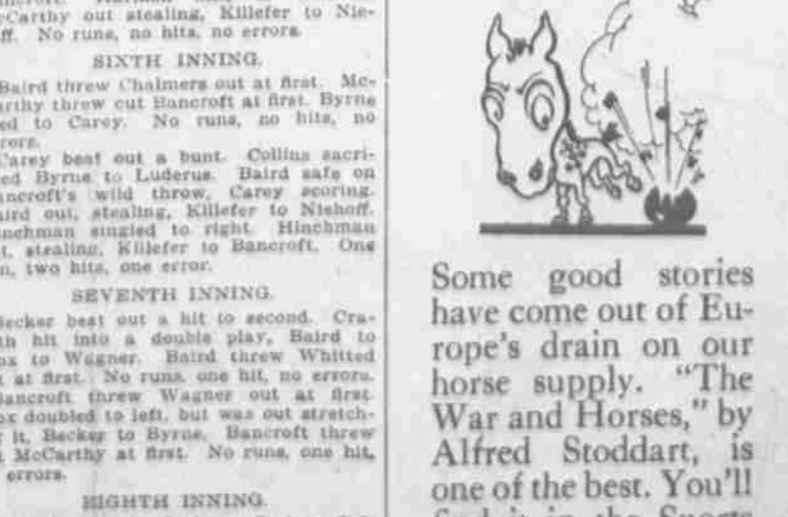 McCarthy out stealing, Killefer to Nie-
ff. No runs, no hits, no errors.
SIXTH INNING.
Baird threw Chalmers out at first. Mc-
arthy threw cut Bancroft at first. Byrne
ed to Carey. No runs, no hits, no
rors.
Carey beat out a bunt. Collins sacri-
ed Byrne to Luderus. Baird safe on
ancroft's wild throw, Carey scoring.
aird out, stealing, Killefer to Niehoff.
inchman singled to right. Hinchman
t, stealing, Killefer to Bancroft. One
n, two hits, one error.
SEVENTH INNING.
Becker beat out a hit to second. Cra-
th hit into a double play, Baird to
ox to Wagner. Baird threw Whitted
t at first. No runs, one hit, no errors.
Bancroft threw Wagner out at first.
ox doubled to left, but was out stretch-
g it, Becker to Byrne. Bancroft threw
McCarthy at first. No runs, one hit,
errors.
EIGHTH INNING.
Some good stories
have come out of Eu-
rope's drain on our
horse supply. "The
War and Horses," by
Alfred Stoddart, is
one of the best. You'll
find it in the Sports